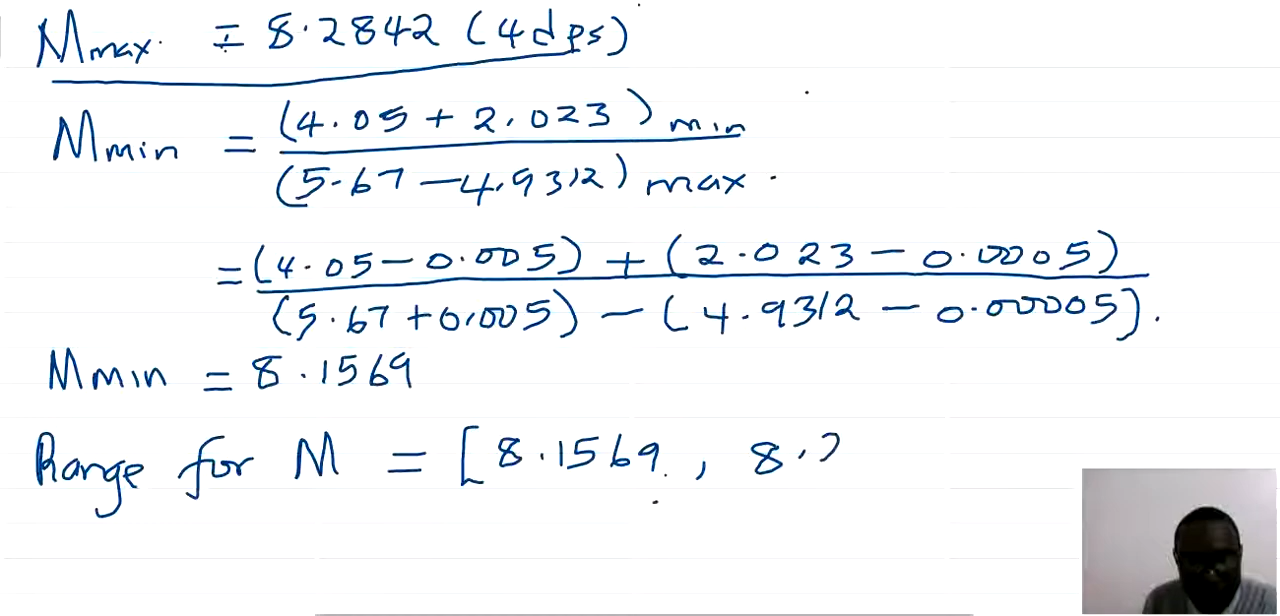 Mmax = 8.2842 (4dps)
Mmin = (4.05 + 2.023) min
(5.67 - 4.9312) max.
= (4.05 - 0.005) + (2.023 - 0.0005)
(5.67 + 0.005) - (4.9312 - 0.00005).
Mmin = 8.1569
Range for M = [8.1569, 8.2